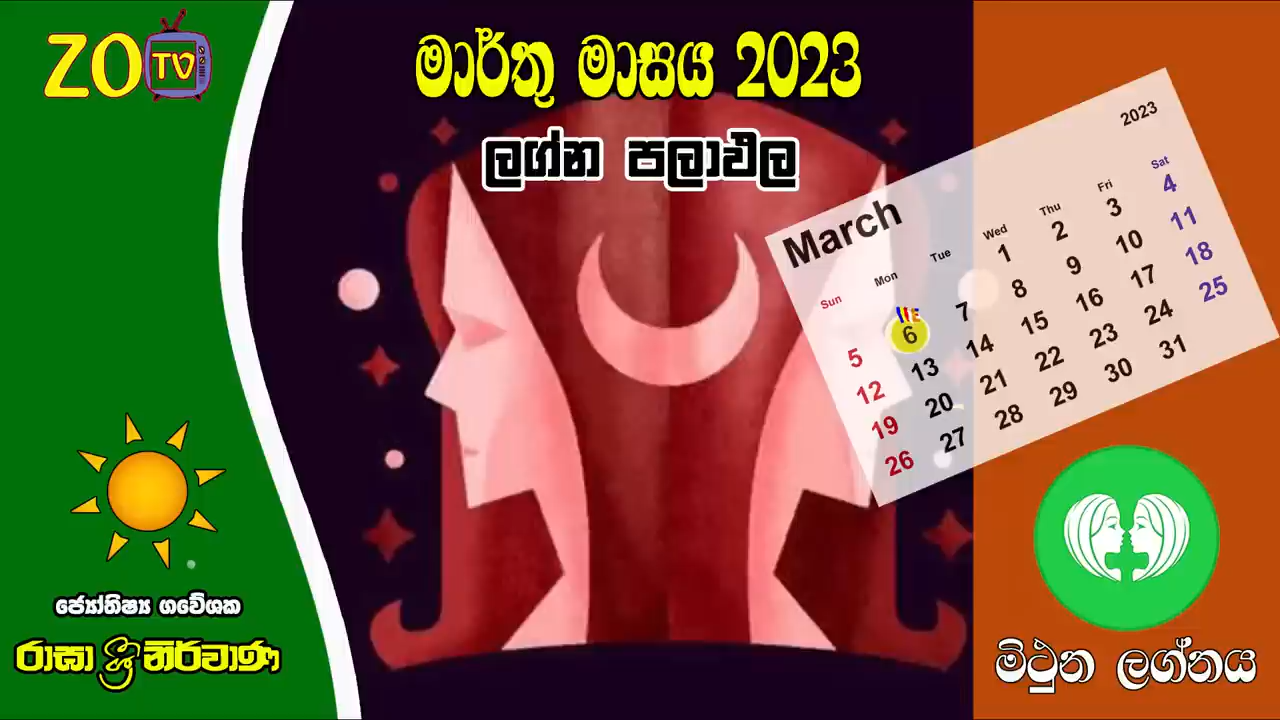 ZO TV
මාර්තු මාසය 2023
ලග්න පලාඵල
2023
March
Sun Mon Tue Wed Thu Fri Sat
1 2 3 4
5 6 7 8 9 10 11
12 13 14 15 16 17 18
19 20 21 22 23 24 25
26 27 28 29 30 31
ජ්‍යෝතිෂ්‍ය ගවේශක
රාඝා ශ්‍රී නිර්වාණ
මිථුන ලග්නය